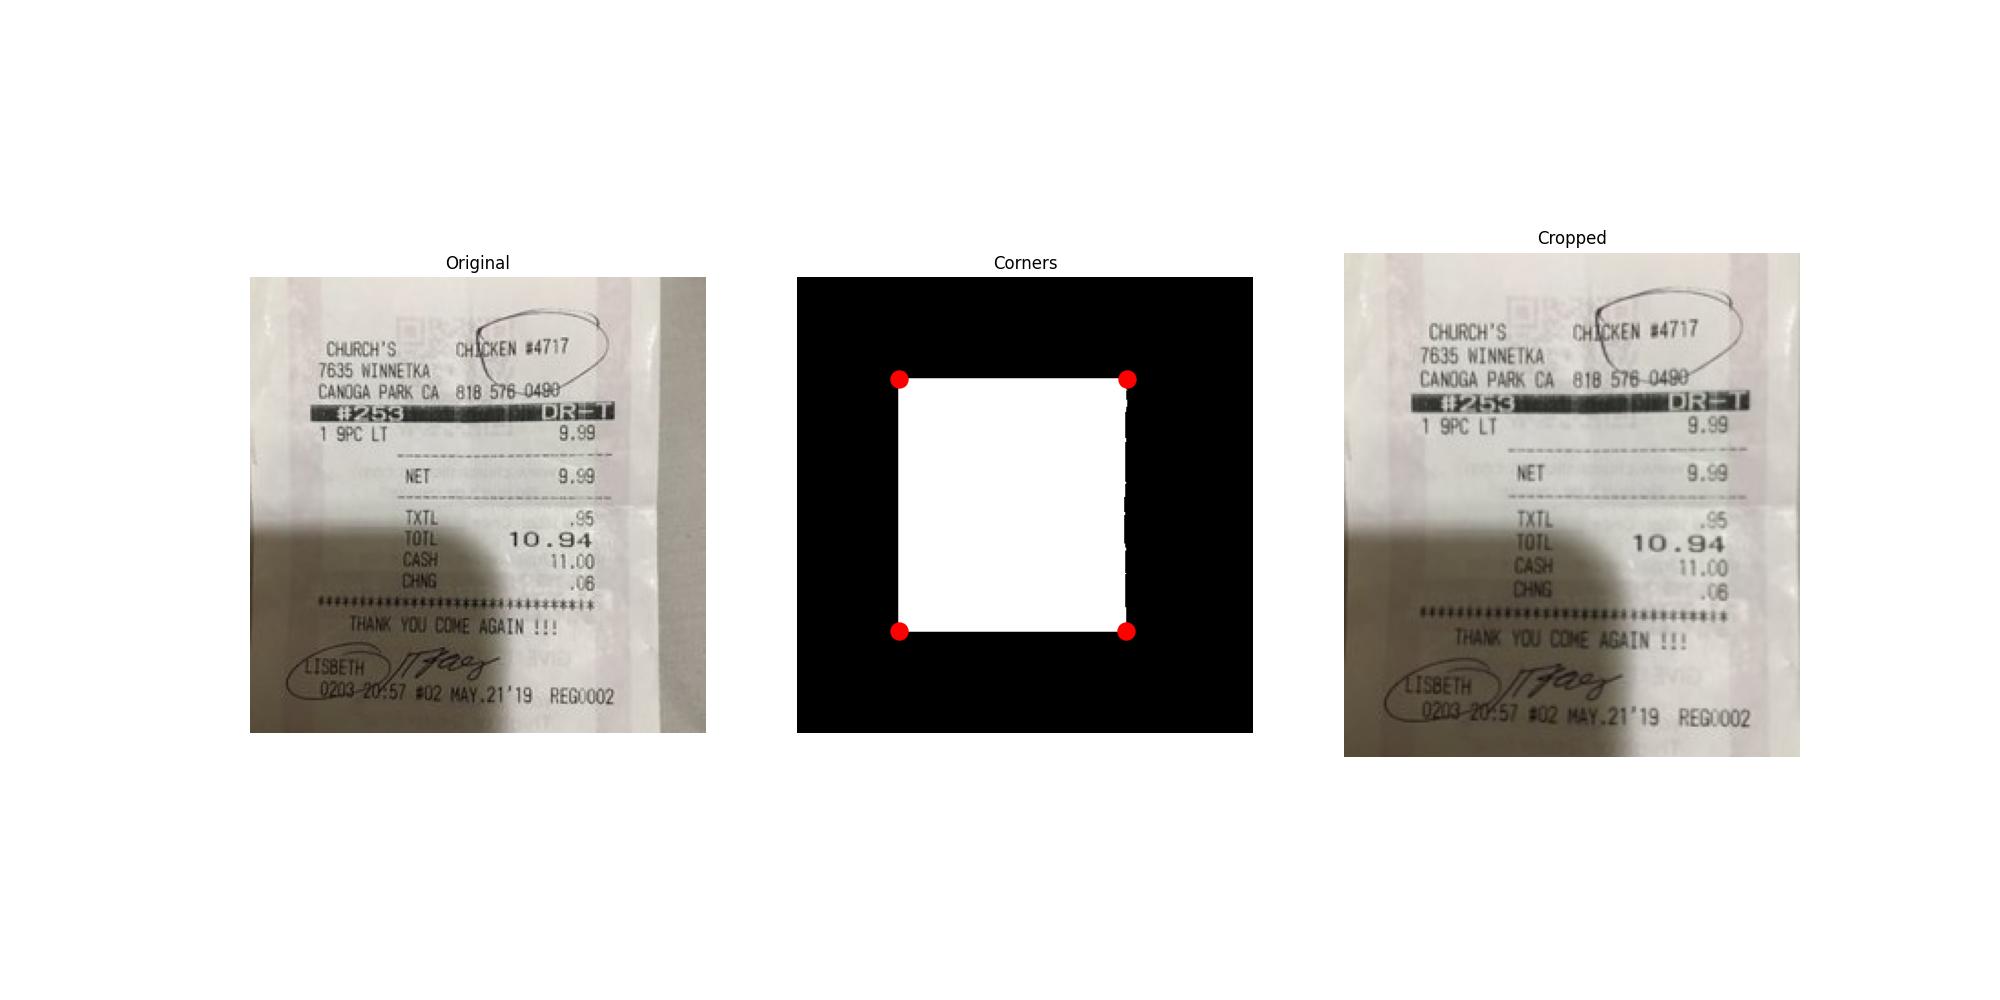 Original
CHURCH'S CHICKEN #4717
7635 WINNETKA
CANOGA PARK CA 818 576 0490
#253 DR-T
1 9PC LT 9.99
NET 9.99
TXTL .95
TOTL 10.94
CASH 11.00
CHNG .06
*********************************
THANK YOU COME AGAIN !!!
LISBETH
0203 20:57 #02 MAY.21'19 REG0002
Corners
Cropped
CHURCH'S CHICKEN #4717
7635 WINNETKA
CANOGA PARK CA 818 576 0490
#253 DR-T
1 9PC LT 9.99
NET 9.99
TXTL .95
TOTL 10.94
CASH 11.00
CHNG .06
*********************************
THANK YOU COME AGAIN !!!
LISBETH
0203 20:57 #02 MAY.21'19 REG0002